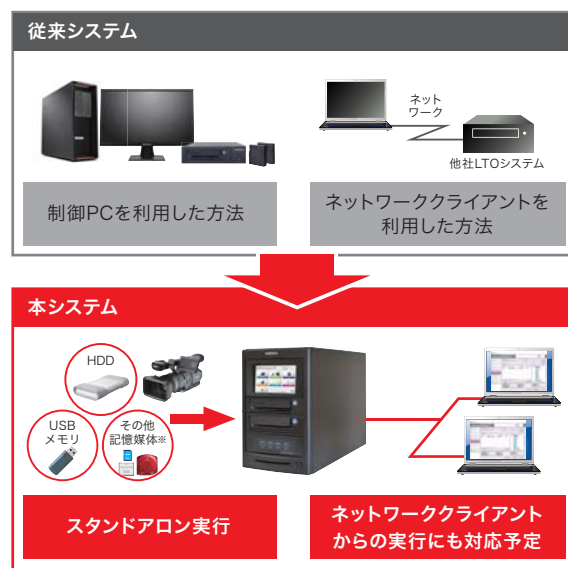 従来システム
ネット
ワーク
他社LTOシステム
制御PCを利用した方法
ネットワーククライアントを
利用した方法
本システム
HDD
USB
メモリ
その他
記憶媒体※
スタンドアロン実行
ネットワーククライアント
からの実行にも対応予定